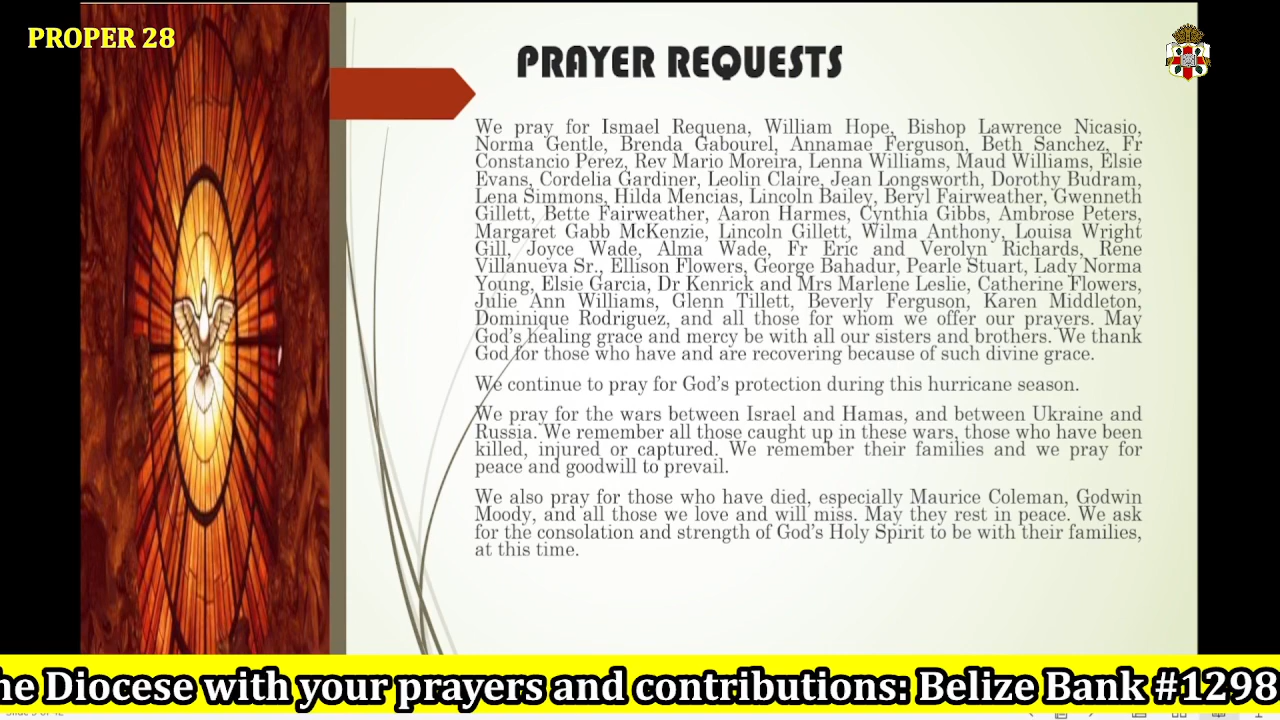 PROPER 28
PRAYER REQUESTS
We pray for Ismael Requena, William Hope, Bishop Lawrence Nicasio,
Norma Gentle, Brenda Gabourel, Annamae Ferguson, Beth Sanchez, Fr
Constancio Perez, Rev Mario Moreira, Lenna Williams, Maud Williams, Elsie
Evans, Cordelia Gardiner, Leolin Claire, Jean Longsworth, Dorothy Budram,
Lena Simmons, Hilda Mencias, Lincoln Bailey, Beryl Fairweather, Gwenneth
Gillett, Bette Fairweather, Aaron Harmes, Cynthia Gibbs, Ambrose Peters,
Margaret Gabb McKenzie, Lincoln Gillett, Wilma Anthony, Louisa Wright
Gill, Joyce Wade, Alma Wade, Fr Eric and Verolyn Richards, Rene
Villanueva Sr., Ellison Flowers, George Bahadur, Pearle Stuart, Lady Norma
Young, Elsie Garcia, Dr Kenrick and Mrs Marlene Leslie, Catherine Flowers,
Julie Ann Williams, Glenn Tillett, Beverly Ferguson, Karen Middleton,
Dominique Rodriguez, and all those for whom we offer our prayers. May
God's healing grace and mercy be with all our sisters and brothers. We thank
God for those who have and are recovering because of such divine grace.
We continue to pray for God's protection during this hurricane season.
We pray for the wars between Israel and Hamas, and between Ukraine and
Russia. We remember all those caught up in these wars, those who have been
killed, injured or captured. We remember their families and we pray for
peace and goodwill to prevail.
We also pray for those who have died, especially Maurice Coleman, Godwin
Moody, and all those we love and will miss. May they rest in peace. We ask
for the consolation and strength of God's Holy Spirit to be with their families,
at this time.
he Diocese with your prayers and contributions: Belize Bank #1298